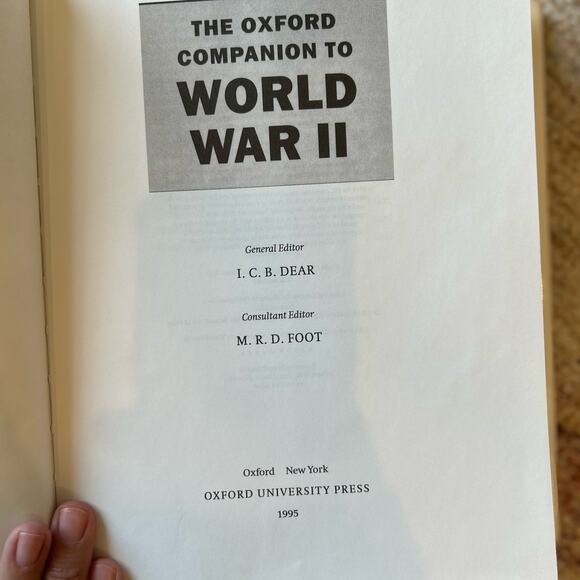 THE OXFORD
COMPANION TO
WORLD
WAR II
General Editor
I. C. B. DEAR
Consultant Editor
M. R. D. FOOT
Oxford New York
OXFORD UNIVERSITY PRESS
1995